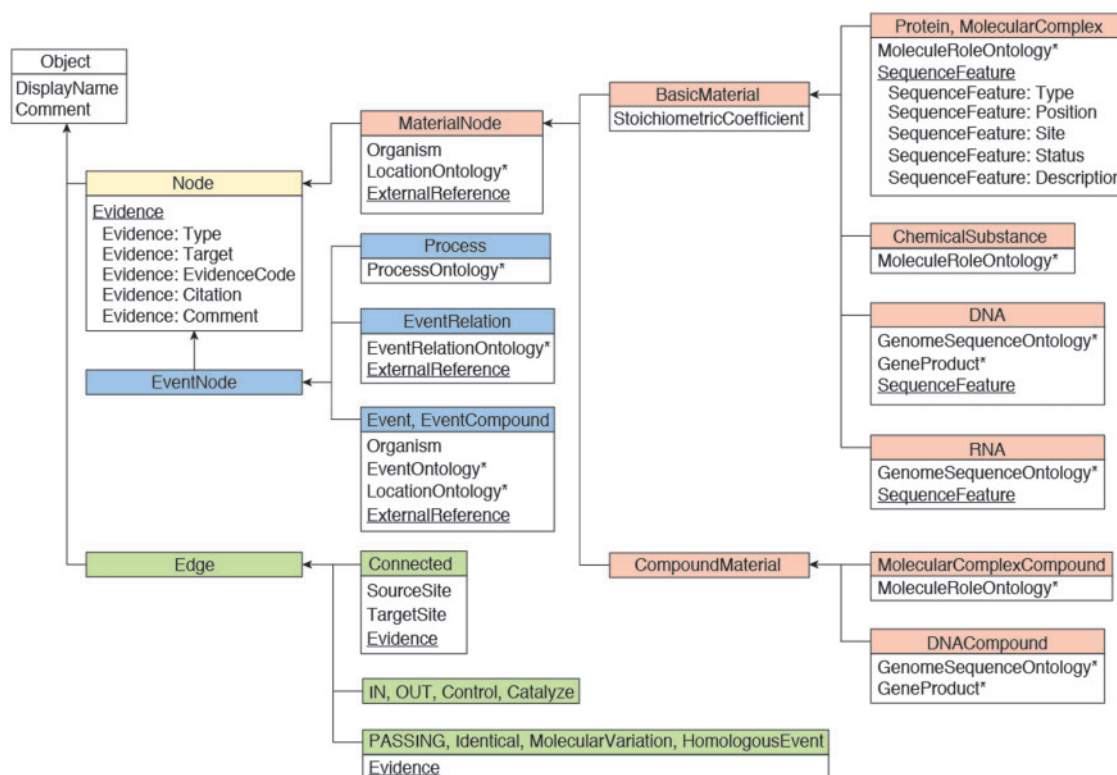 Object
DisplayName
Comment
Node
Evidence
Evidence: Type
Evidence: Target
Evidence: EvidenceCode
Evidence: Citation
Evidence: Comment
EventNode
Edge
MaterialNode
Organism
LocationOntology*
ExternalReference
Process
ProcessOntology*
EventRelation
EventRelationOntology*
ExternalReference
Event, EventCompound
Organism
EventOntology*
LocationOntology*
ExternalReference
Connected
SourceSite
TargetSite
Evidence
IN, OUT, Control, Catalyze
PASSING, Identical, MolecularVariation, HomologousEvent
Evidence
BasicMaterial
StoichiometricCoefficient
CompoundMaterial
Protein, MolecularComplex
MoleculeRoleOntology*
SequenceFeature
SequenceFeature: Type
SequenceFeature: Position
SequenceFeature: Site
SequenceFeature: Status
SequenceFeature: Description
ChemicalSubstance
MoleculeRoleOntology*
DNA
GenomeSequenceOntology*
GeneProduct*
SequenceFeature
RNA
GenomeSequenceOntology*
SequenceFeature
MolecularComplexCompound
MoleculeRoleOntology*
DNACompound
GenomeSequenceOntology*
GeneProduct*